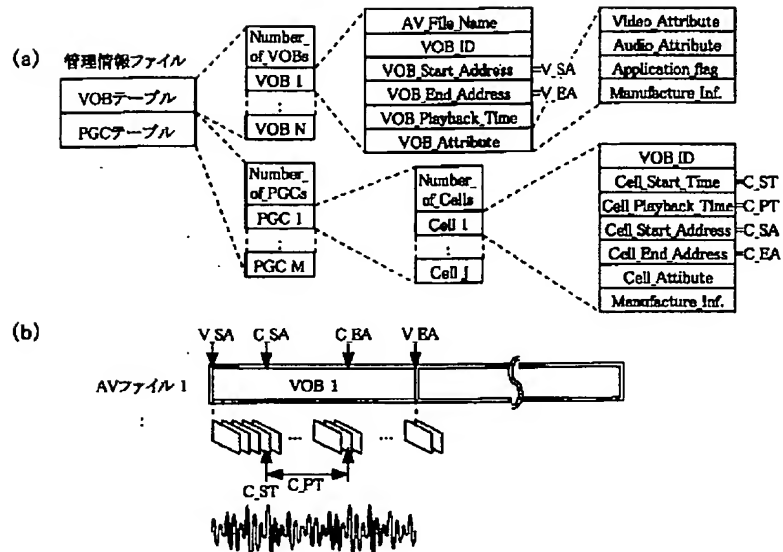 (a)
管理情報ファイル
VOBテーブル
PGCテーブル
Number_
of_VOBs
VOB 1
:
VOB N
AV_File_Name
VOB_ID
VOB_Start_Address
=V_SA
VOB_End_Address
=V_EA
VOB_Playback_Time
VOB_Attribute
Video_Attribute
Audio_Attribute
Application_flag
Manufacture_Inf.
Number_
of_PGCs
PGC 1
:
PGC M
Number_
of_Cells
Cell 1
:
Cell J
VOB_ID
Cell_Start_Time
=C_ST
Cell_Playback_Time
=C_PT
Cell_Start_Address
=C_SA
Cell_End_Address
=C_EA
Cell_Attibute
Manufacture_Inf.
(b)
V_SA C_SA C_EA V_EA
AVファイル 1
VOB 1
:
... ...
C_ST
C_PT